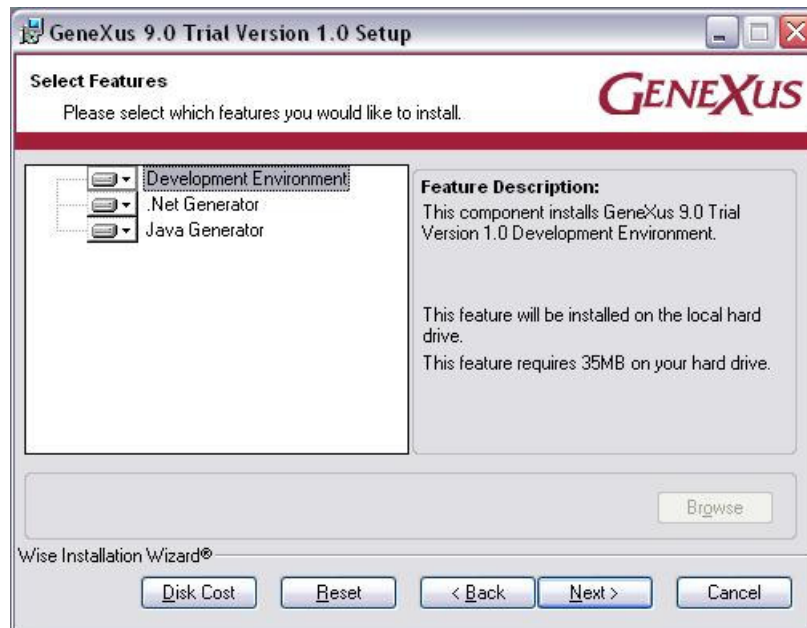 GeneXus 9.0 Trial Version 1.0 Setup
Select Features
Please select which features you would like to install.
GENEXUS
Development Environment
.Net Generator
Java Generator
Feature Description:
This component installs GeneXus 9.0 Trial
Version 1.0 Development Environment.
This feature will be installed on the local hard
drive.
This feature requires 35MB on your hard drive.
Browse
Wise Installation Wizard®
Disk Cost
Reset
< Back
Next >
Cancel